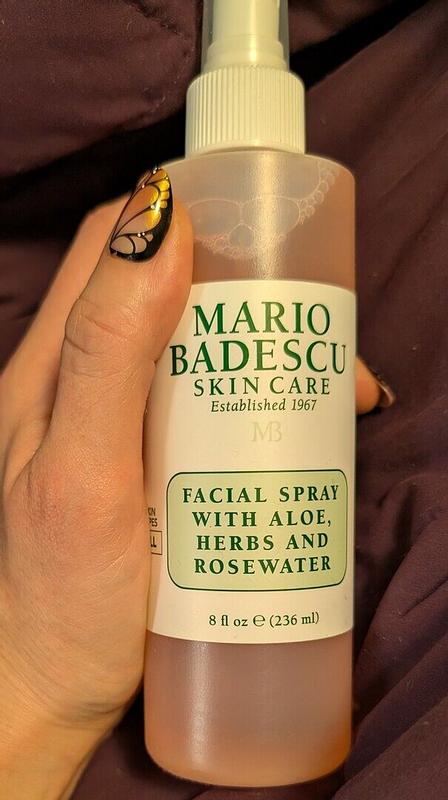 MARIO
BADESCU
SKIN CARE
Established 1967
MB
FACIAL SPRAY
WITH ALOE,
HERBS AND
ROSEWATER
8 fl oz ℮ (236 ml)